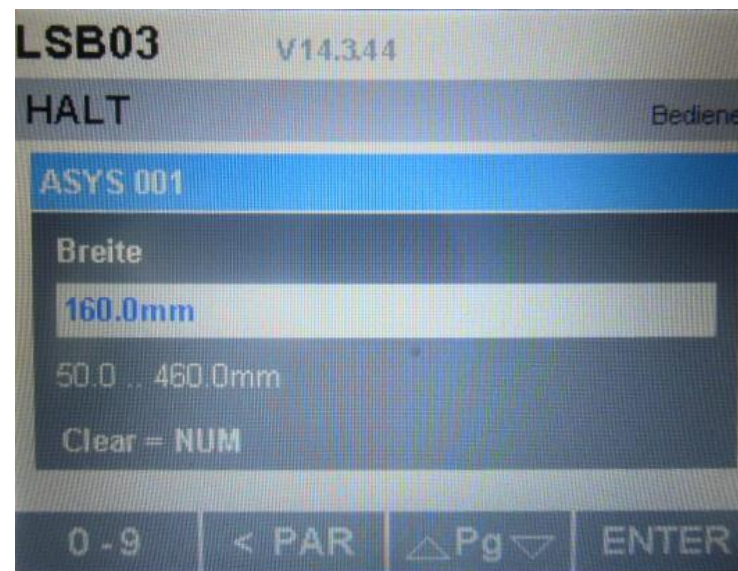 LSB03 V14.3.44
HALT Bediene
ASYS 001
Breite
160.0mm
50.0 .. 460.0mm
Clear = NUM
0 - 9 < PAR △Pg▽ ENTER